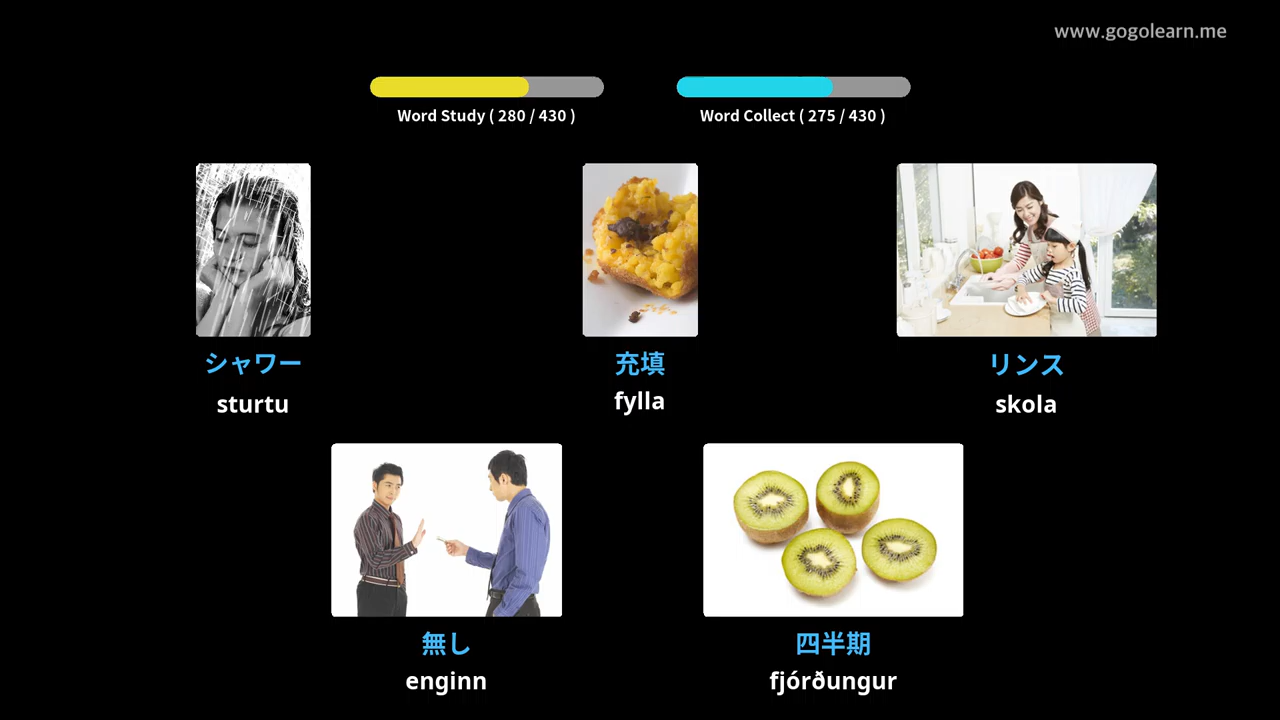 www.gogolearn.me
Word Study ( 280 / 430 )
Word Collect ( 275 / 430 )
シャワー
sturtu
充填
fylla
リンス
skola
無し
enginn
四半期
fjórðungur